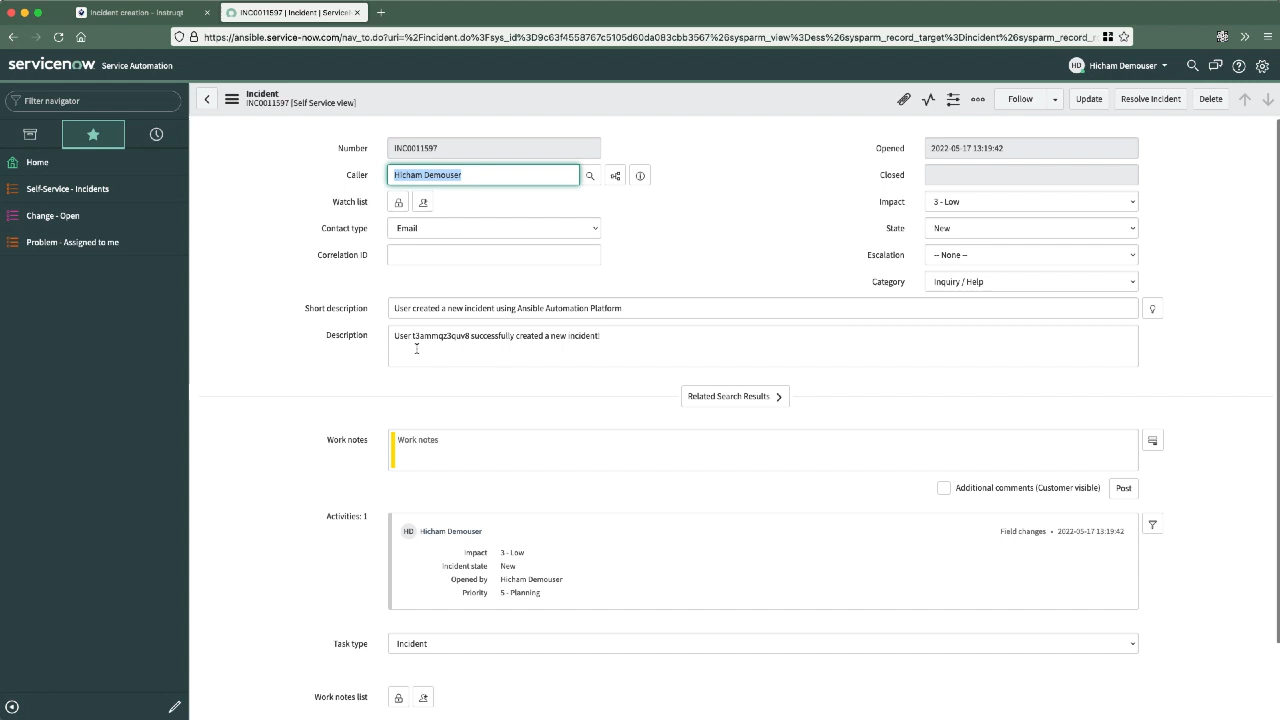 Incident creation - Instruqt
INC0011597 | Incident | Service
https://ansible.service-now.com/nav_to.do?uri=%2Fincident.do%3Fsys_id%3D9c6f4558767c5105d60da083cbb3567%26sysparm_view%3Dess%26sysparm_record_target%3Dincident%26sysparm_record_r
servicenow Service Automation
HD Hicham Demouser
Filter navigator
Incident
INC0011597 [Self Service view]
Follow
Update
Resolve Incident
Delete
Home
Self-Service - Incidents
Change - Open
Problem - Assigned to me
Number INC0011597
Opened 2022-05-17 13:19:42
Caller Hicham Demouser
Closed
Watch list
Impact 3 - Low
Contact type Email
State New
Correlation ID
Escalation -- None --
Category Inquiry / Help
Short description User created a new incident using Ansible Automation Platform
Description User t3ammqz3quv8 successfully created a new incident!
Related Search Results
Work notes Work notes
Additional comments (Customer visible) Post
Activities: 1
HD Hicham Demouser Field changes • 2022-05-17 13:19:42
Impact 3 - Low
Incident state New
Opened by Hicham Demouser
Priority 5 - Planning
Task type Incident
Work notes list